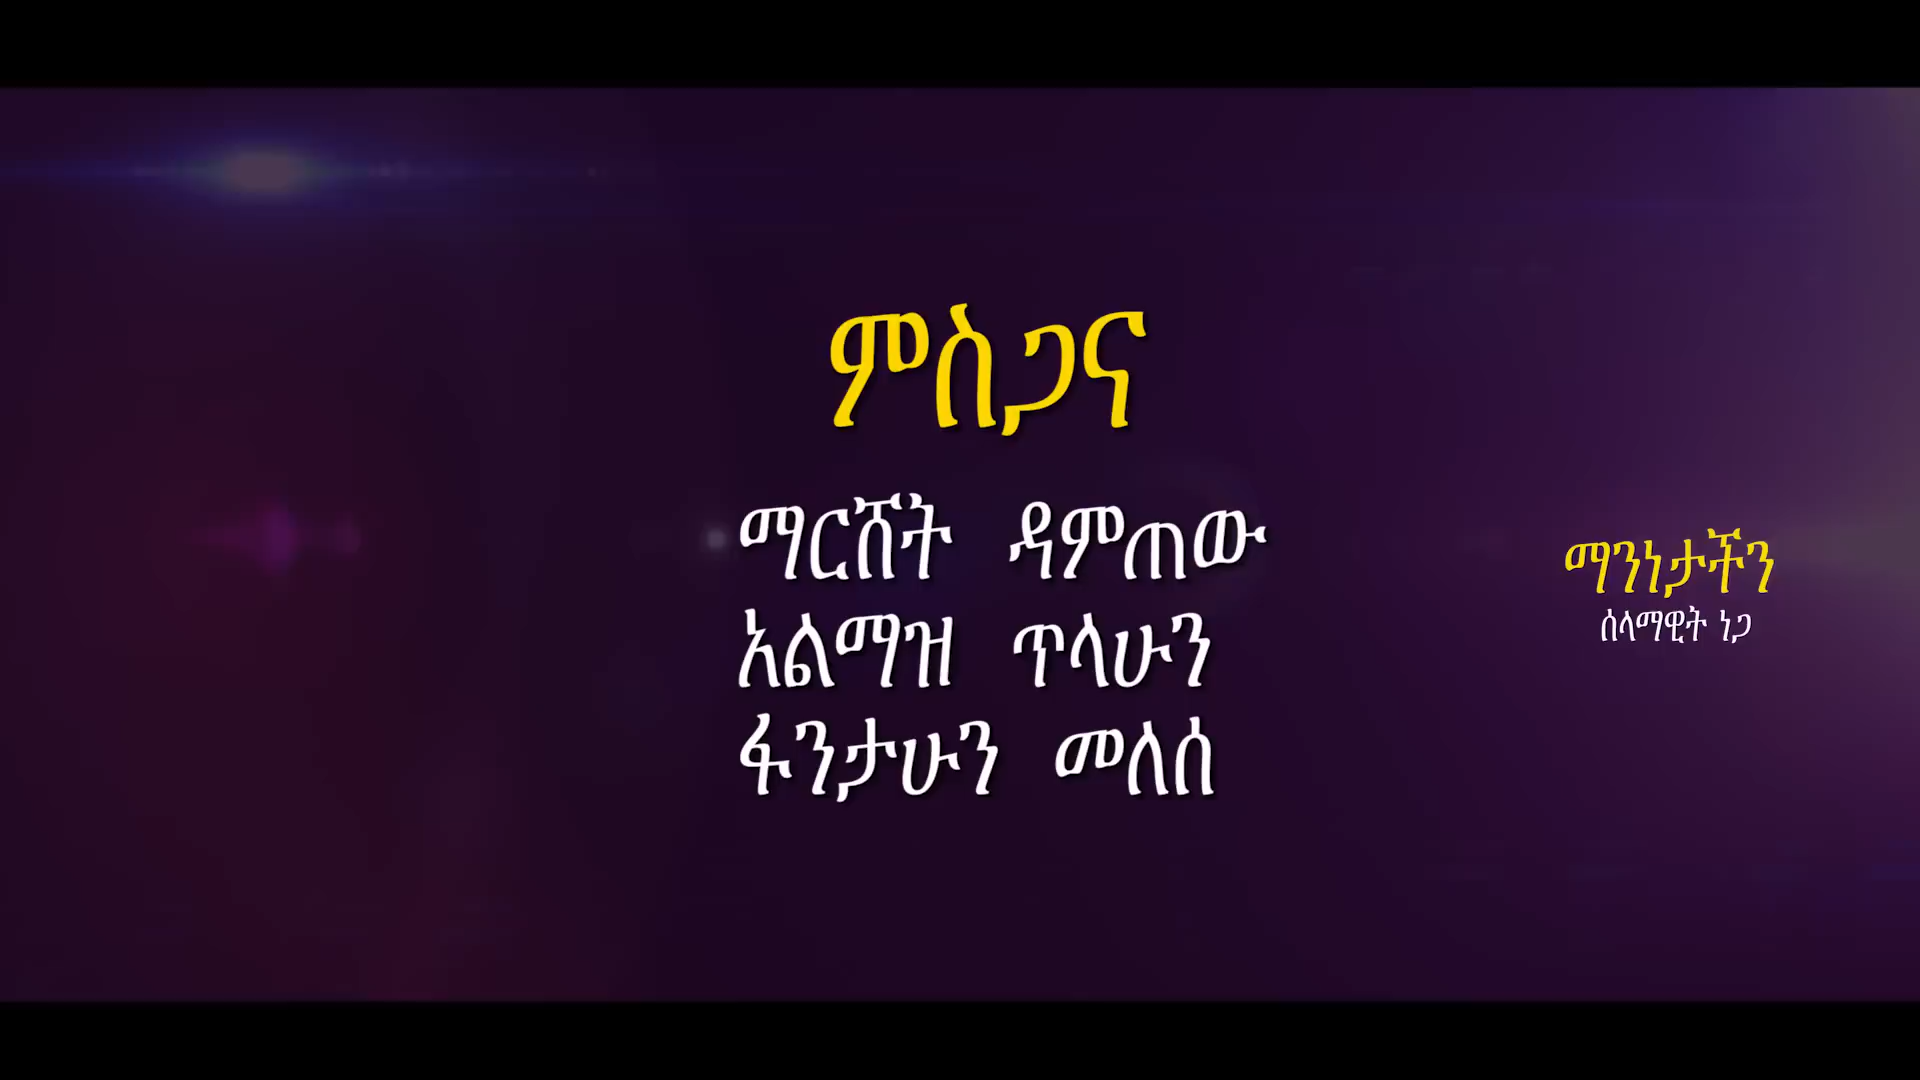 ምስጋና
ማርሸት ዳምጠው
አልማዝ ጥላሁን
ፋንታሁን መለሰ
ማንነታችን
ሰላማዊት ነጋ